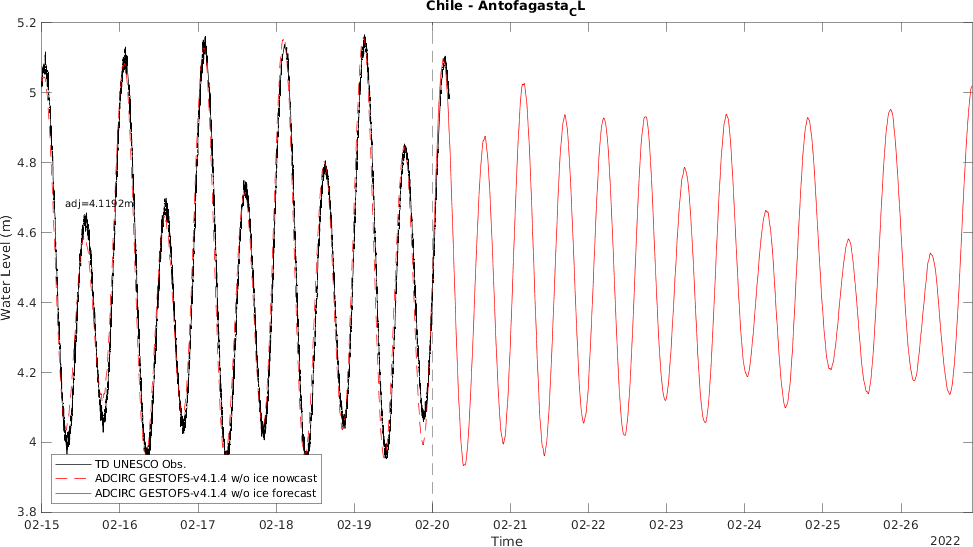 Chile - Antofagasta_CL
5.2
5
4.8
4.6
4.4
4.2
4
3.8
Water Level (m)
adj=4.1192m
TD UNESCO Obs.
ADCIRC GESTOFS-v4.1.4 w/o ice nowcast
ADCIRC GESTOFS-v4.1.4 w/o ice forecast
02-15 02-16 02-17 02-18 02-19 02-20 02-21 02-22 02-23 02-24 02-25 02-26
Time
2022